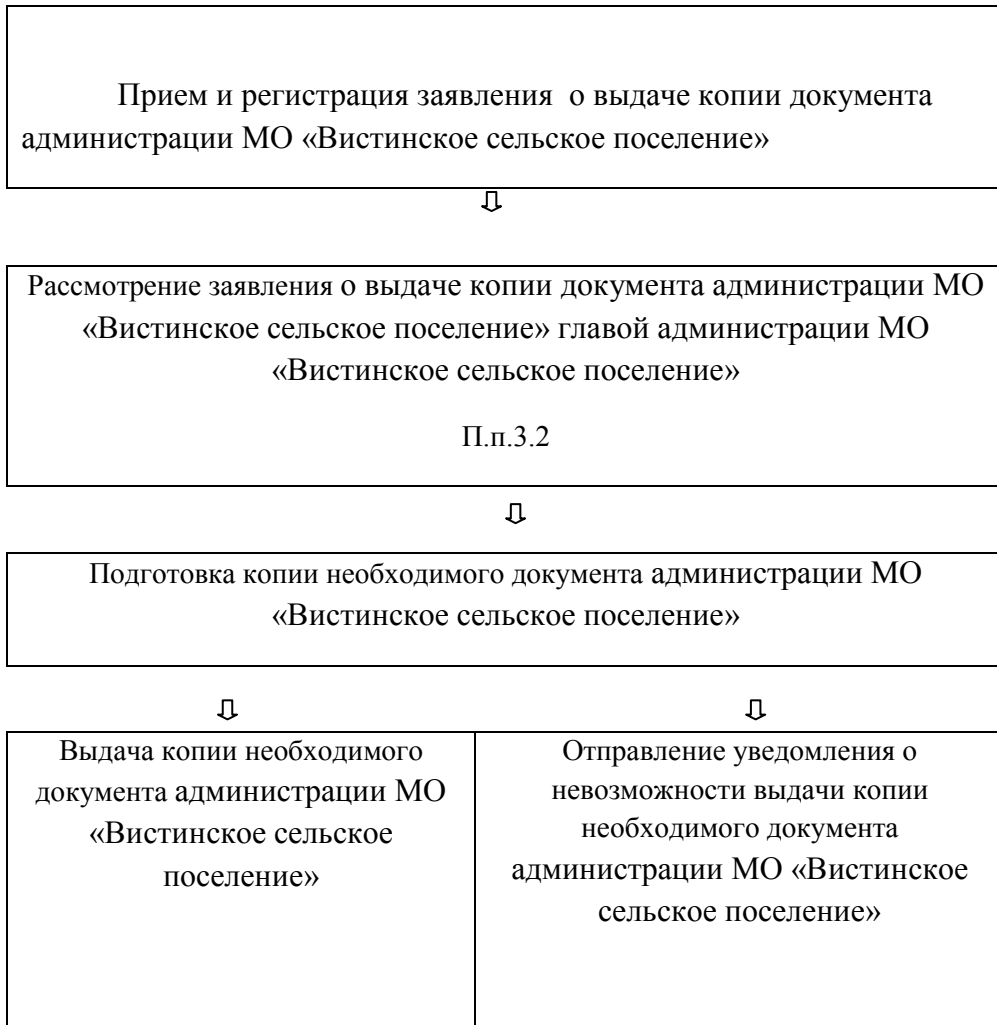 Прием и регистрация заявления о выдаче копии документа
администрации МО «Вистинское сельское поселение»
Рассмотрение заявления о выдаче копии документа администрации МО
«Вистинское сельское поселение» главой администрации МО
«Вистинское сельское поселение»
П.п.3.2
Подготовка копии необходимого документа администрации МО
«Вистинское сельское поселение»
Выдача копии необходимого
документа администрации МО
«Вистинское сельское
поселение»
Отправление уведомления о
невозможности выдачи копии
необходимого документа
администрации МО «Вистинское
сельское поселение»